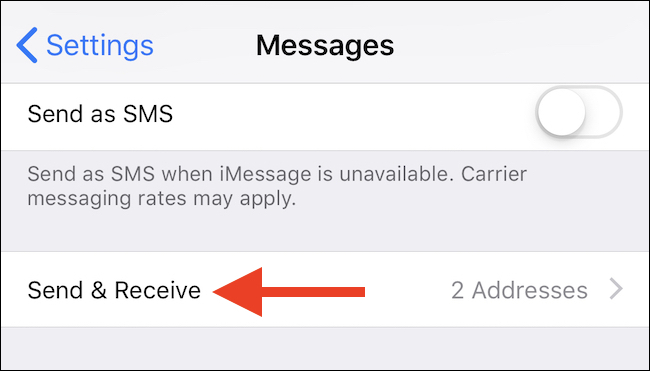 Settings Messages
Send as SMS
Send as SMS when iMessage is unavailable. Carrier
messaging rates may apply.
Send & Receive 2 Addresses